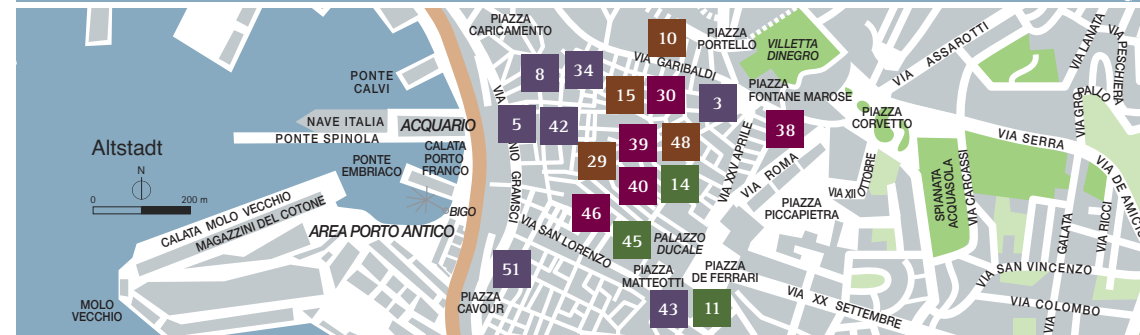 PIAZZA
CARICAMENTO
10
PIAZZA
PORTELLO
VILLETTA
DINEGRO
VIA ASSAROTTI
VIA LANATA
VIA PESCHIERA
VIA GARIBALDI
PONTE
CALVI
8
34
15
30
3
PIAZZA
FONTANE MAROSE
PIAZZA
CORVETTO
NAVE ITALIA
ACQUARIO
PONTE SPINOLA
5
42
39
48
38
VIA SERRA
Altstadt
CALATA
PORTO
FRANCO
PONTE
EMBRIACO
29
VIA XXV APRILE
VIA ROMA
VIA XII OTTOBRE
SPIANATA
ACQUASOLA
VIA CARCASSI
VIA DE AMICIS
N
0 200 m
40
14
GRAMSCI
BIGO
CALATA MOLO VECCHIO
MAGAZZINI DEL COTONE
AREA PORTO ANTICO
46
VIA SAN LORENZO
45
PALAZZO
DUCALE
PIAZZA
PICCAPIETRA
GALATA
VIA RICCI
51
PIAZZA
CAVOUR
PIAZZA
MATTEOTTI
PIAZZA
DE FERRARI
43
11
VIA XX SETTEMBRE
VIA SAN VINCENZO
VIA COLOMBO
VIA
MOLO
VECCHIO